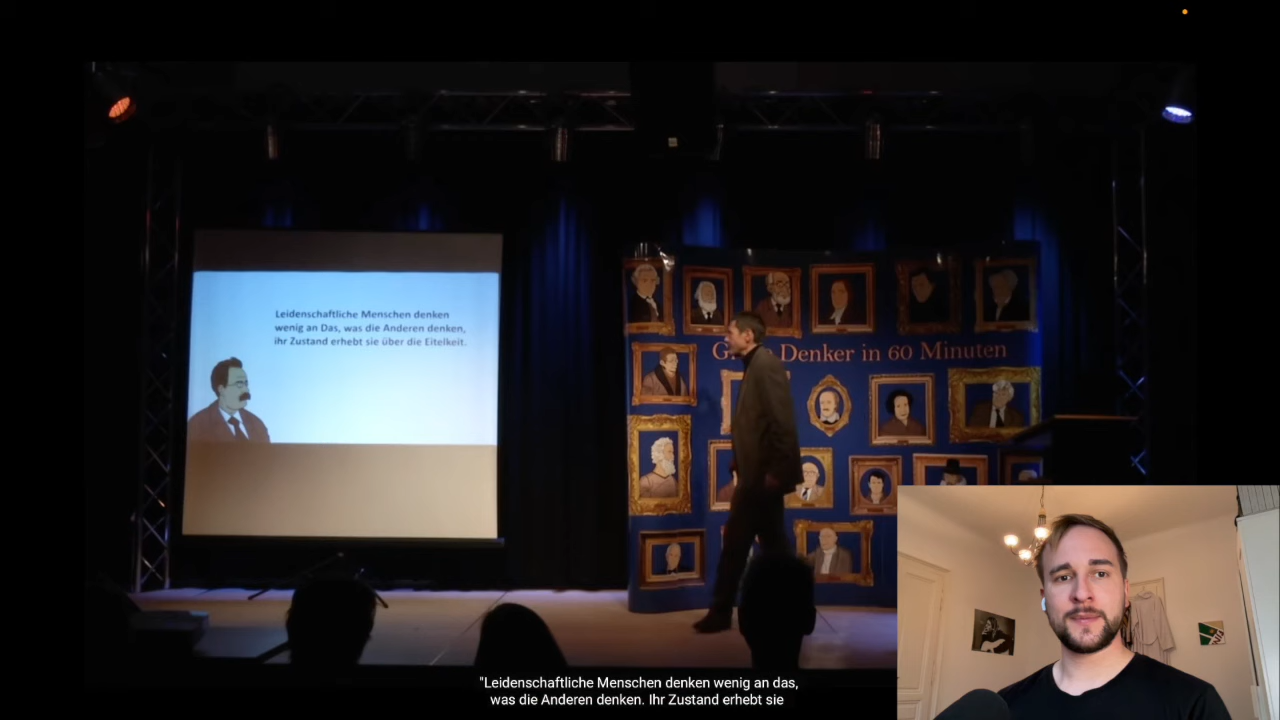 Leidenschaftliche Menschen denken
wenig an Das, was die Anderen denken,
ihr Zustand erhebt sie über die Eitelkeit.
Denker in 60 Minuten
"Leidenschaftliche Menschen denken wenig an das,
was die Anderen denken. Ihr Zustand erhebt sie